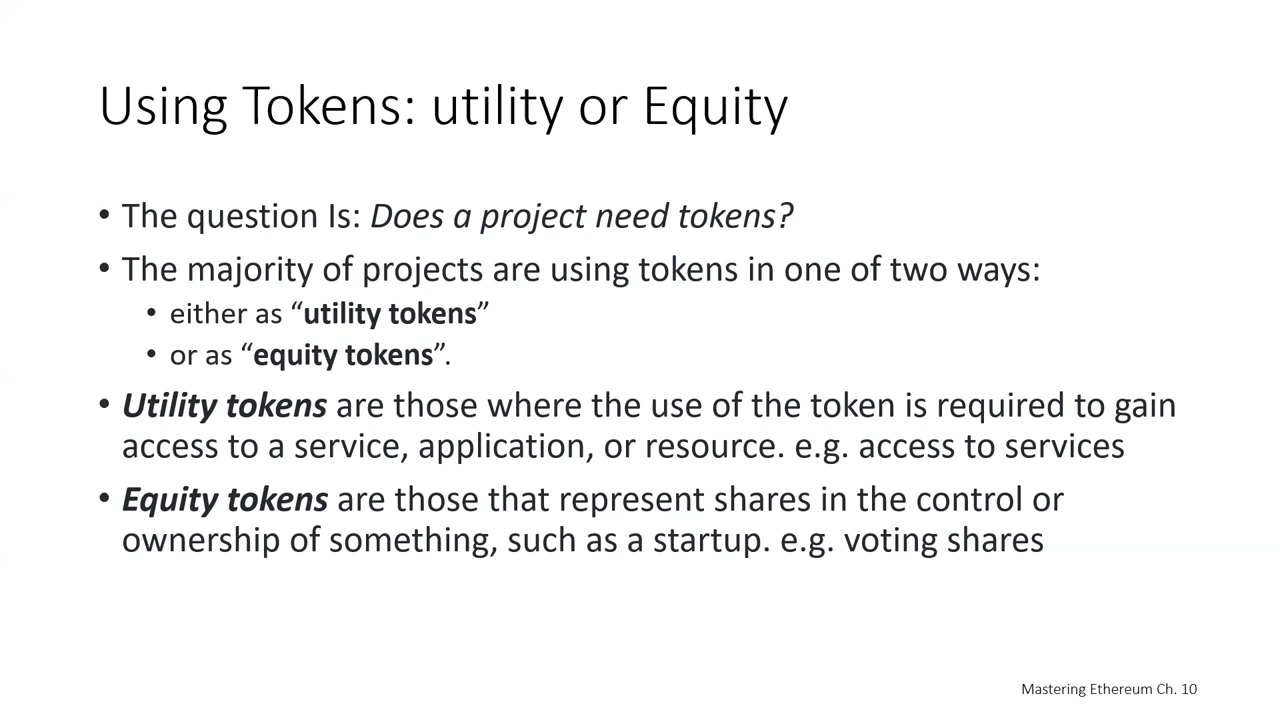 Using Tokens: utility or Equity
• The question Is: Does a project need tokens?
• The majority of projects are using tokens in one of two ways:
• either as “utility tokens”
• or as “equity tokens”.
• Utility tokens are those where the use of the token is required to gain
access to a service, application, or resource. e.g. access to services
• Equity tokens are those that represent shares in the control or
ownership of something, such as a startup. e.g. voting shares
Mastering Ethereum Ch. 10